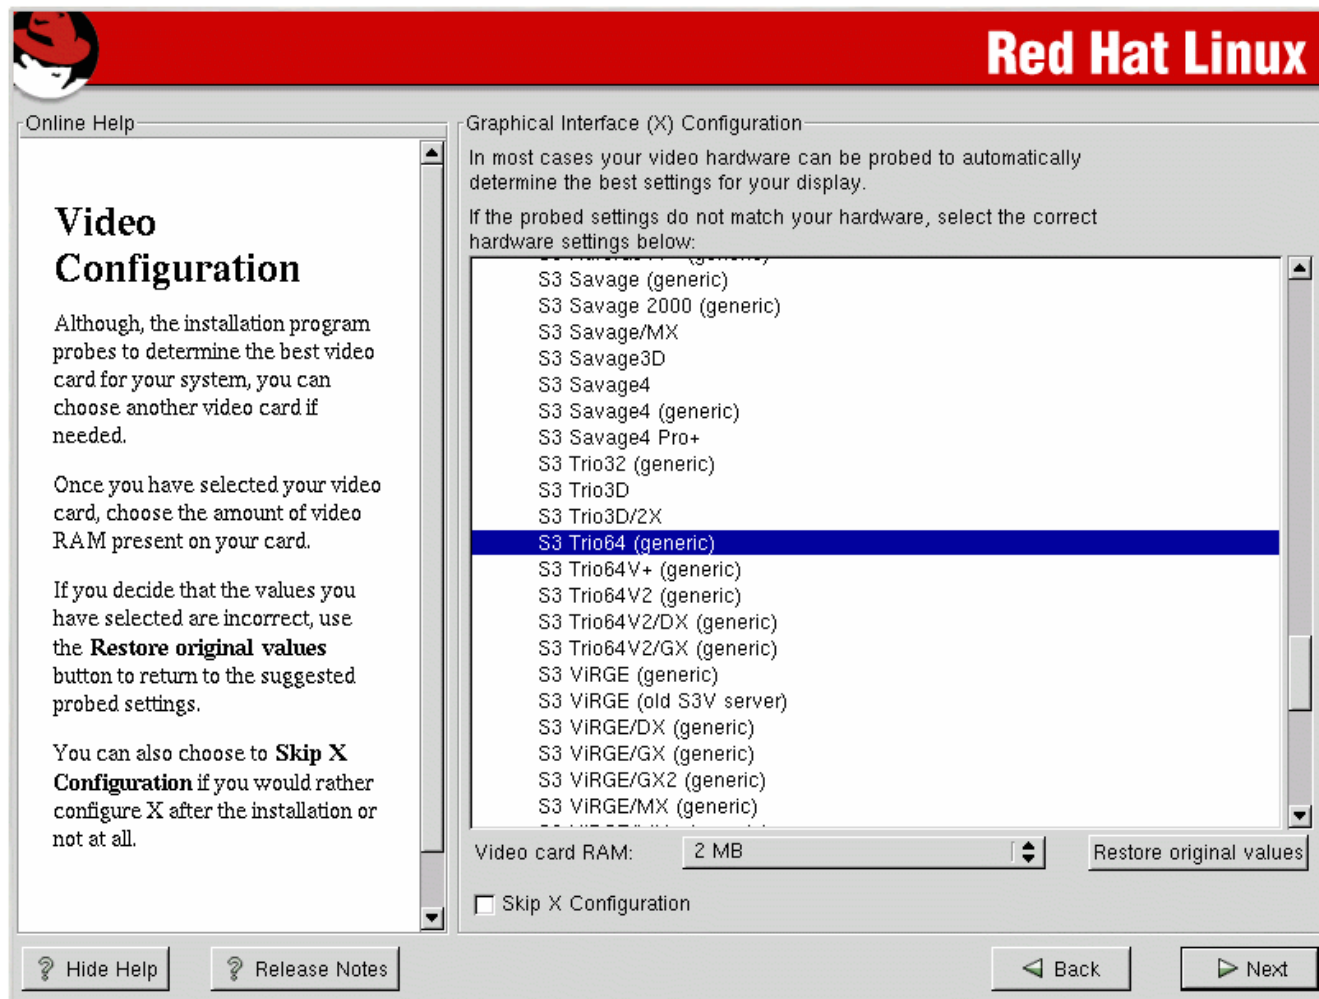 Red Hat Linux
Online Help
Video
Configuration
Although, the installation program
probes to determine the best video
card for your system, you can
choose another video card if
needed.
Once you have selected your video
card, choose the amount of video
RAM present on your card.
If you decide that the values you
have selected are incorrect, use
the Restore original values
button to return to the suggested
probed settings.
You can also choose to Skip X
Configuration if you would rather
configure X after the installation or
not at all.
Graphical Interface (X) Configuration
In most cases your video hardware can be probed to automatically
determine the best settings for your display.
If the probed settings do not match your hardware, select the correct
hardware settings below:
S3 Savage (generic)
S3 Savage 2000 (generic)
S3 Savage/MX
S3 Savage3D
S3 Savage4
S3 Savage4 (generic)
S3 Savage4 Pro+
S3 Trio32 (generic)
S3 Trio3D
S3 Trio3D/2X
S3 Trio64 (generic)
S3 Trio64V+ (generic)
S3 Trio64V2 (generic)
S3 Trio64V2/DX (generic)
S3 Trio64V2/GX (generic)
S3 ViRGE (generic)
S3 ViRGE (old S3V server)
S3 ViRGE/DX (generic)
S3 ViRGE/GX (generic)
S3 ViRGE/GX2 (generic)
S3 ViRGE/MX (generic)
Video card RAM: 2 MB Restore original values
Skip X Configuration
? Hide Help ? Release Notes Back Next